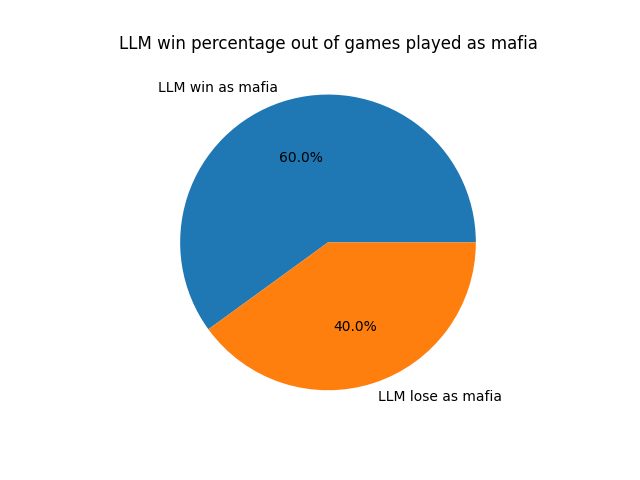 LLM win percentage out of games played as mafia
LLM win as mafia
60.0%
40.0%
LLM lose as mafia